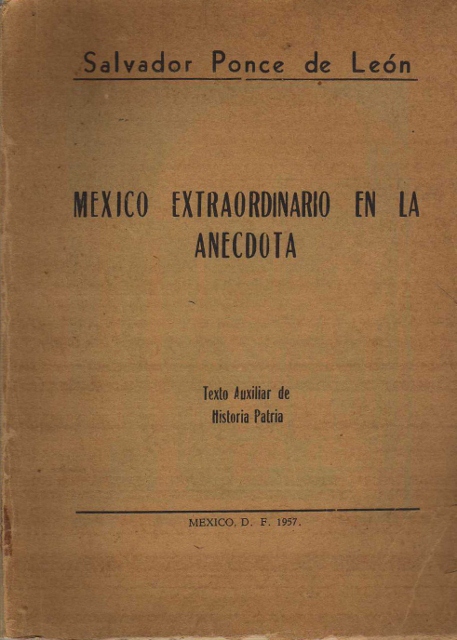 Salvador Ponce de León
MEXICO EXTRAORDINARIO EN LA
ANECDOTA
Texto Auxiliar de
Historia Patria
MEXICO, D. F. 1957.